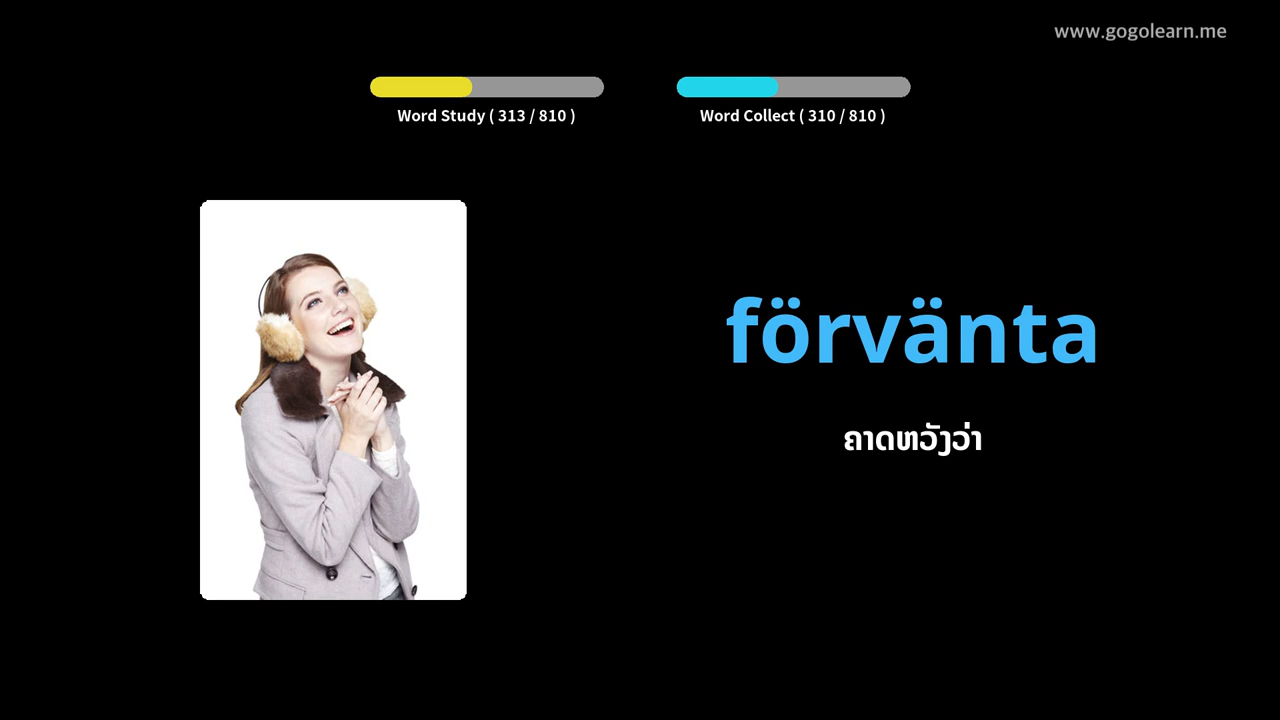 www.gogolearn.me
Word Study ( 313 / 810 )
Word Collect ( 310 / 810 )
förvänta
ຄາດຫວັງວ່າ